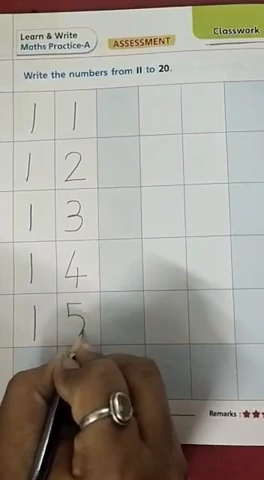 Learn & Write
Maths Practice-A
ASSESSMENT
Classwork
Write the numbers from 11 to 20.
1 1
1 2
1 3
1 4
1 5
Remarks :